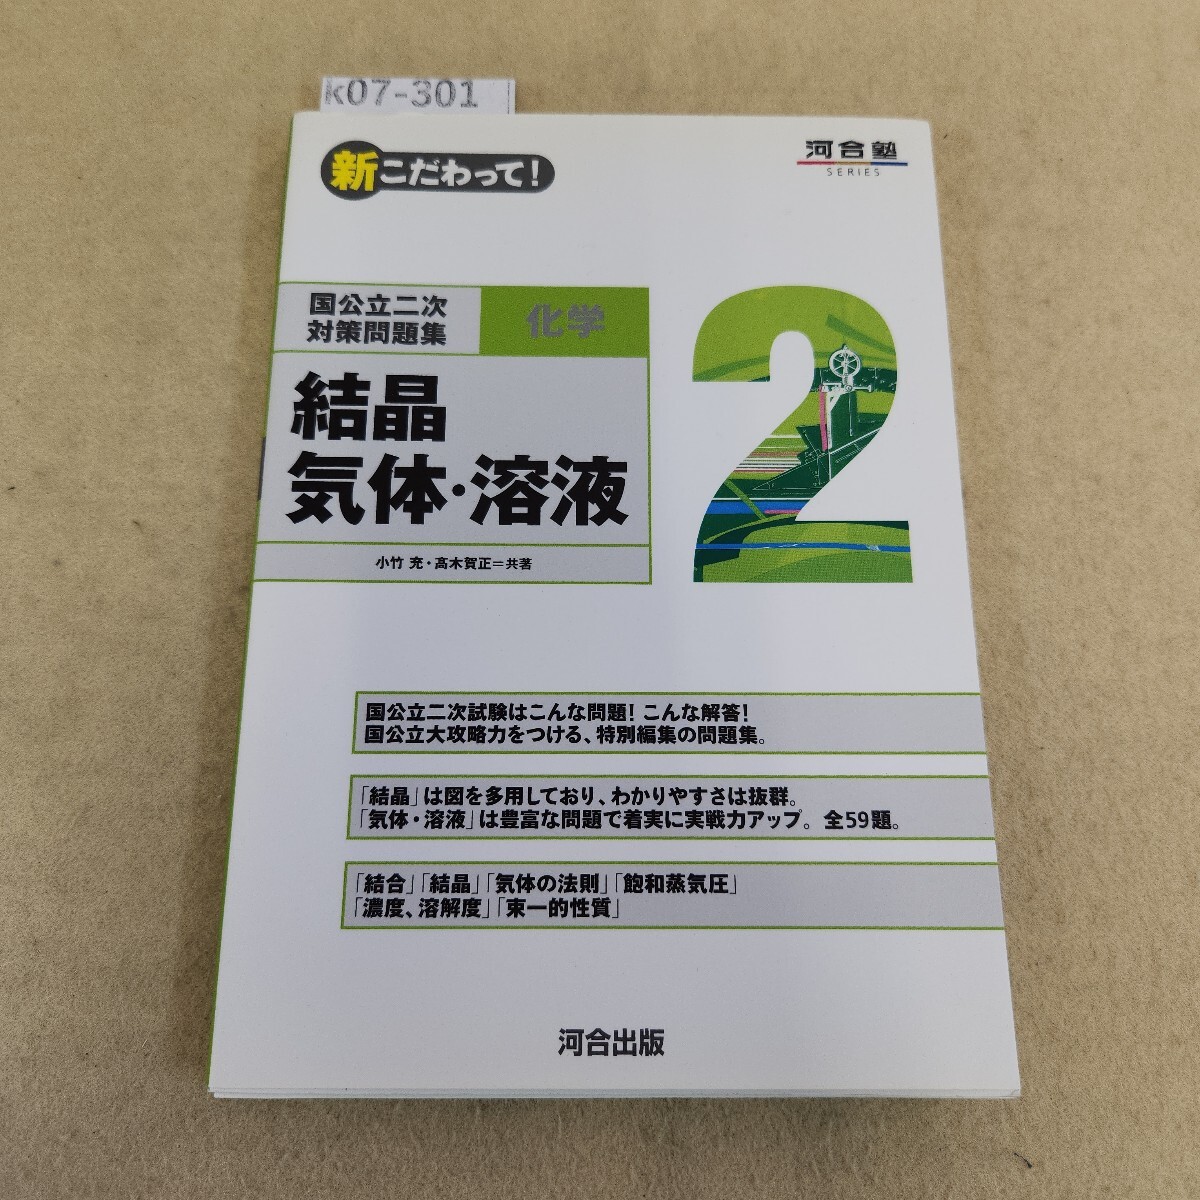 k07-301
新こだわって!
河合塾
SERIES
国公立二次
対策問題集
化学
2
結晶
気体・溶液
小竹 充・高木賀正＝共著
国公立二次試験はこんな問題! こんな解答!
国公立大攻略力をつける、特別編集の問題集。
「結晶」は図を多用しており、わかりやすさは抜群。
「気体・溶液」は豊富な問題で着実に実戦力アップ。全59題。
「結合」「結晶」「気体の法則」「飽和蒸気圧」
「濃度、溶解度」「束一的性質」
河合出版